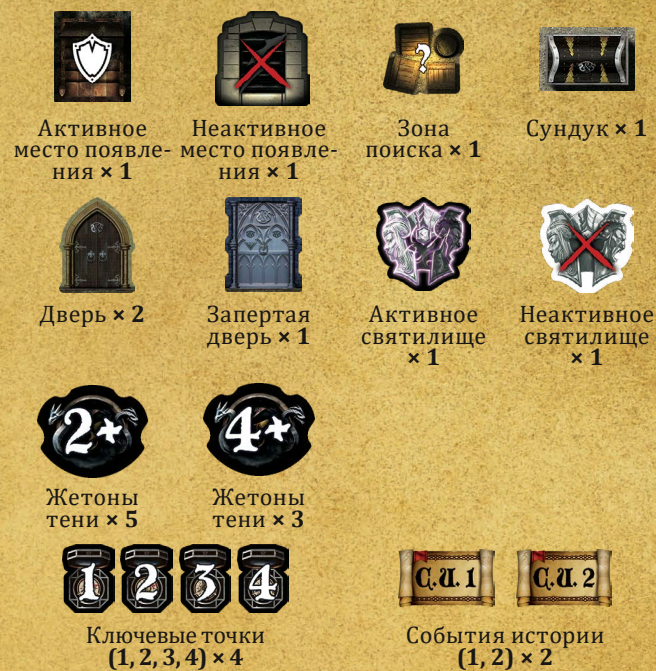 ?
Активное
место появле-
ния × 1
Неактивное
место появле-
ния × 1
Зона
поиска × 1
Сундук × 1
Дверь × 2
Запертая
дверь × 1
Активное
святилище
× 1
Неактивное
святилище
× 1
2+
4+
Жетоны
тени × 5
Жетоны
тени × 3
1 2 3 4
С.И. 1
С.И. 2
Ключевые точки
(1, 2, 3, 4) × 4
События истории
(1, 2) × 2